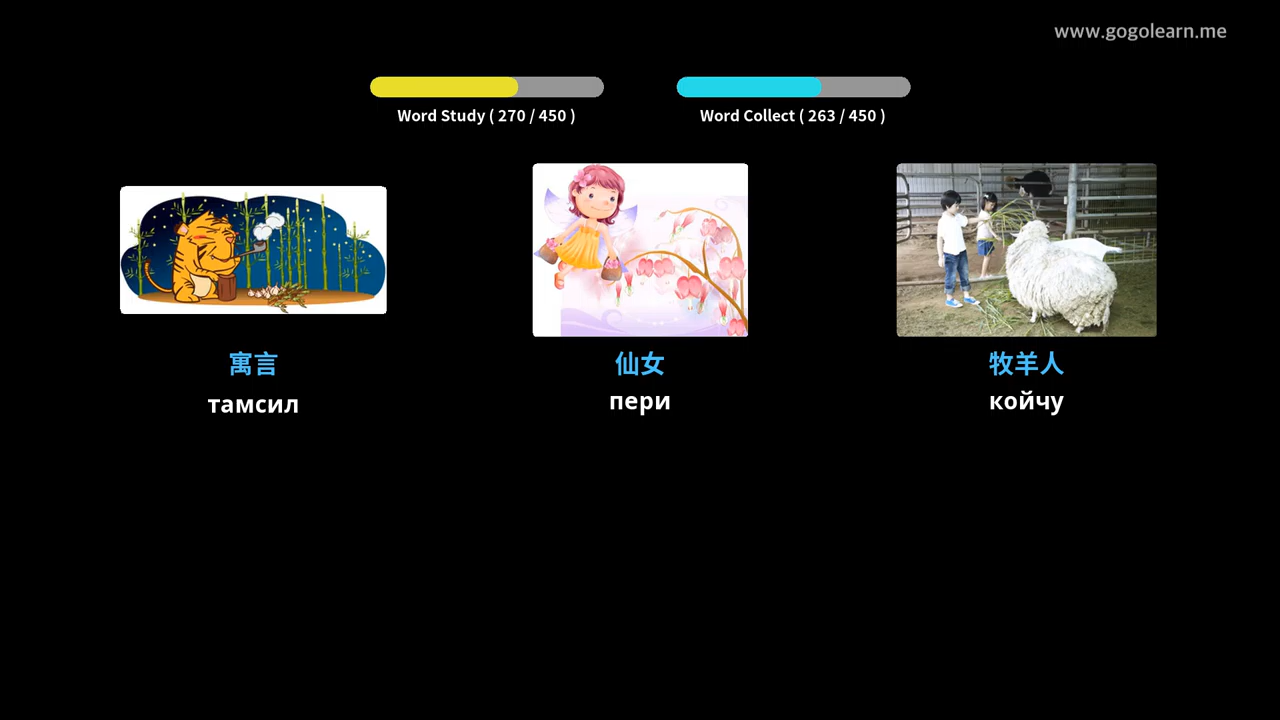 www.gogolearn.me
Word Study ( 270 / 450 )
Word Collect ( 263 / 450 )
寓言
仙女
牧羊人
тамсил
пери
койчу